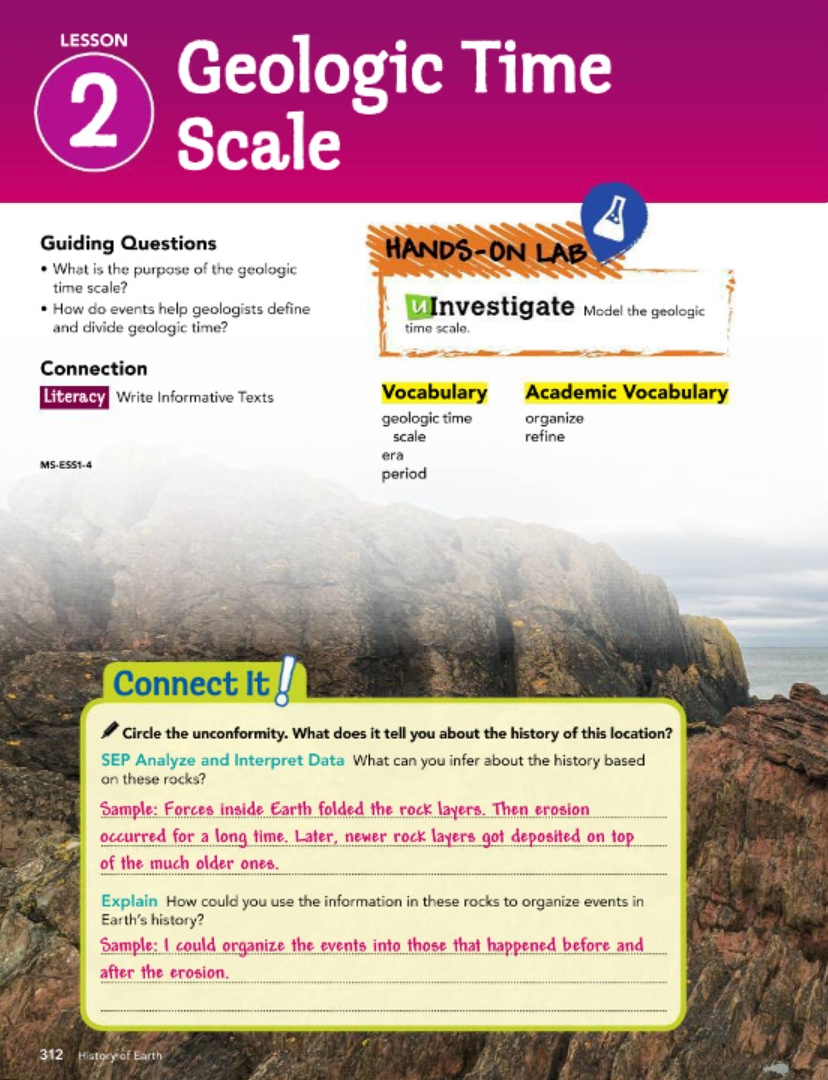 LESSON
2
Geologic Time
Scale
Guiding Questions
• What is the purpose of the geologic
time scale?
• How do events help geologists define
and divide geologic time?
Connection
Literacy Write Informative Texts
MS-ESS1-4
HANDS-ON LAB
uInvestigate Model the geologic
time scale.
Vocabulary
geologic time
scale
era
period
Academic Vocabulary
organize
refine
Connect It!
Circle the unconformity. What does it tell you about the history of this location?
SEP Analyze and Interpret Data What can you infer about the history based
on these rocks?
Sample: Forces inside Earth folded the rock layers. Then erosion
occurred for a long time. Later, newer rock layers got deposited on top
of the much older ones.
Explain How could you use the information in these rocks to organize events in
Earth's history?
Sample: I could organize the events into those that happened before and
after the erosion.
312 History of Earth